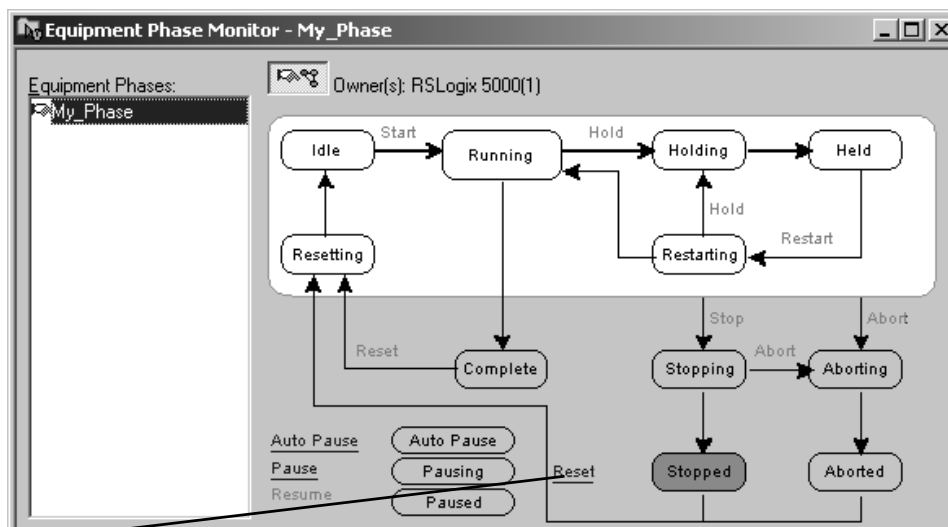 Equipment Phase Monitor - My_Phase
Equipment Phases:
My_Phase
Owner(s): RSLogix 5000(1)
Idle
Start
Running
Hold
Holding
Held
Hold
Resetting
Restarting
Restart
Stop
Abort
Reset
Complete
Stopping
Abort
Aborting
Auto Pause
Auto Pause
Pause
Pausing
Reset
Stopped
Aborted
Resume
Paused